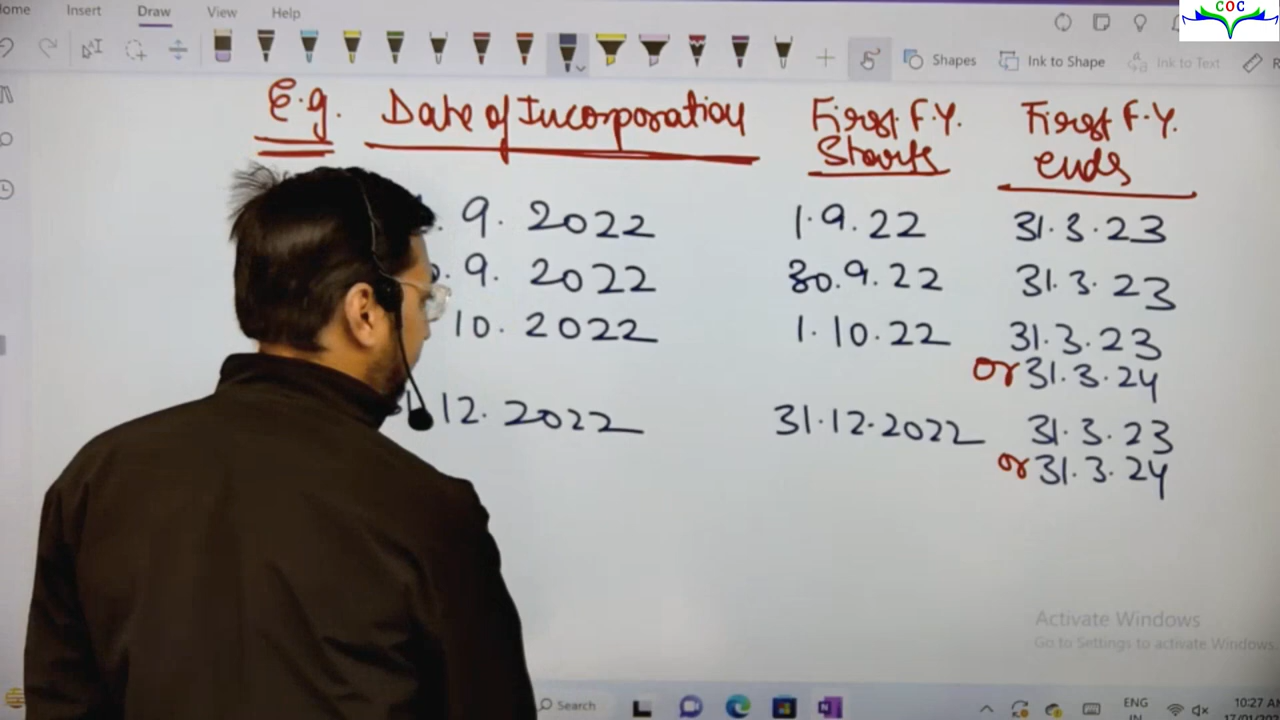 Home Insert Draw View Help
Shapes Ink to Shape Ink to Text
COC
E.g. Date of Incorporation First F.Y. Starts First F.Y. ends
9. 2022 1.9.22 31.3.23
9. 2022 30.9.22 31.3.23
10. 2022 1.10.22 31.3.23
or 31.3.24
12. 2022 31.12.2022 31.3.23
or 31.3.24
Activate Windows
Go to Settings to activate Windows.
Search ENG 10:27 AM
IN